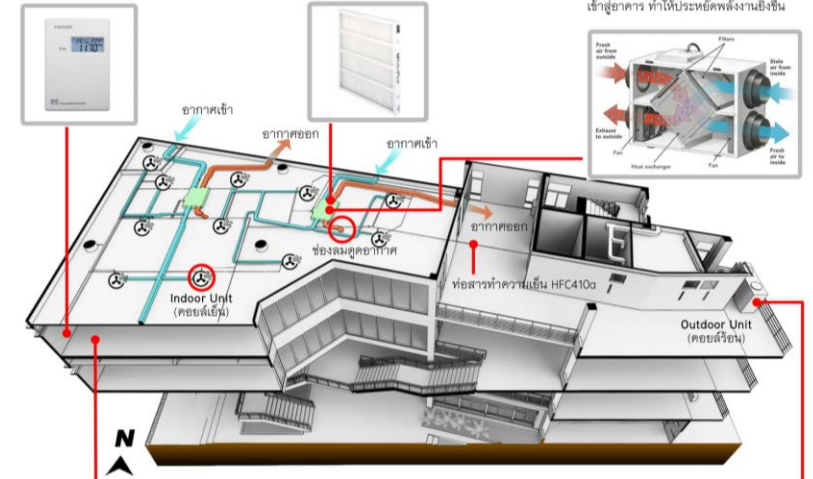 เข้าสู่อาคาร ทำให้ประหยัดพลังงานยิ่งขึ้น
Filters
Fresh
air from
outside
Stale
air from
inside
Exhaust
to outside
Fan
Heat exchanger
Fan
Fresh
air to
inside
อากาศเข้า
อากาศออก
อากาศเข้า
อากาศออก
ช่องลมดูดอากาศ
ท่อสารทำความเย็น HFC410a
Indoor Unit
(คอยล์เย็น)
Outdoor Unit
(คอยล์ร้อน)
N